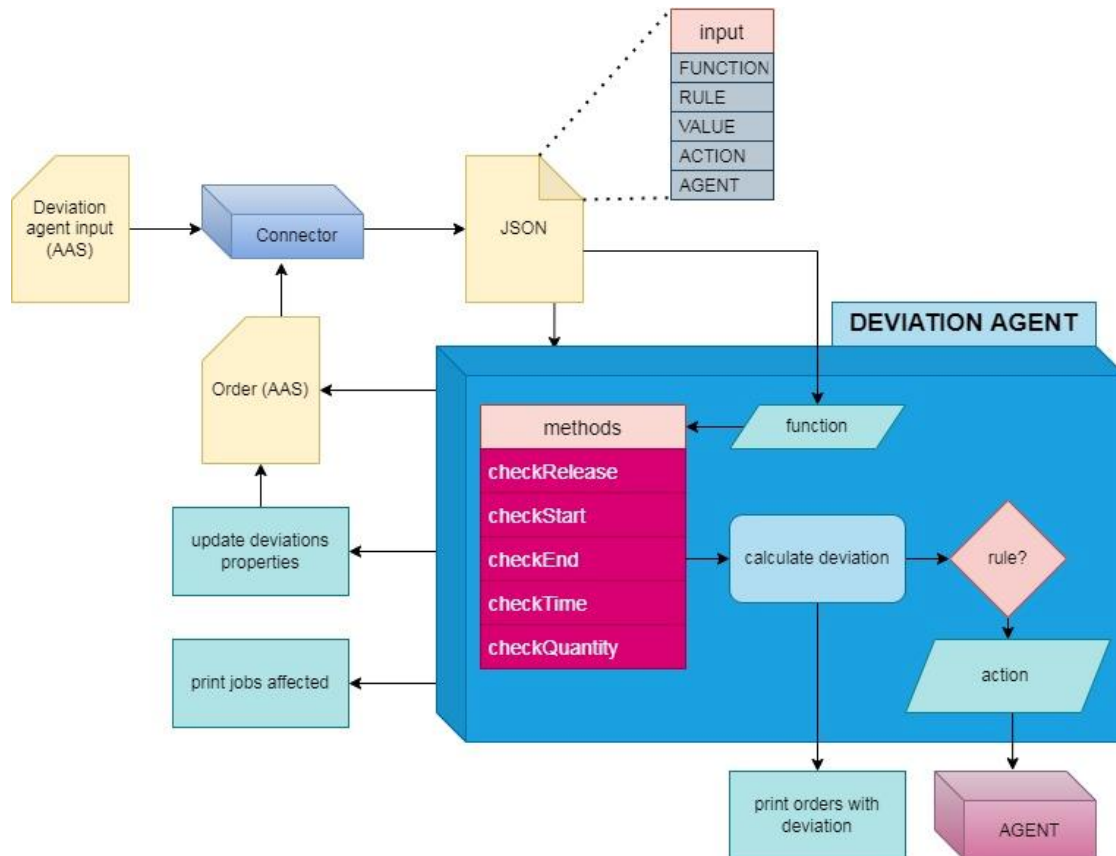 input
FUNCTION
RULE
VALUE
ACTION
AGENT
Deviation
agent input
(AAS)
Connector
JSON
DEVIATION AGENT
Order (AAS)
methods
function
checkRelease
checkStart
checkEnd
checkTime
checkQuantity
update deviations
properties
calculate deviation
rule?
print jobs affected
action
print orders with
deviation
AGENT